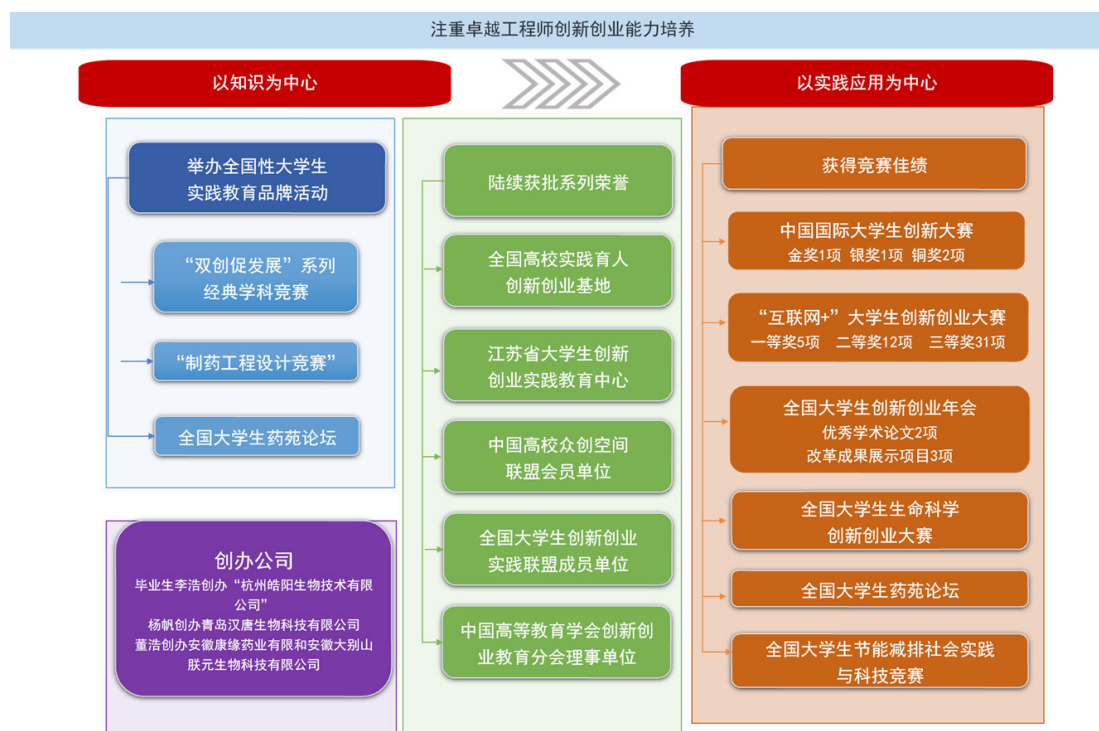 注重卓越工程师创新创业能力培养
以知识为中心
以实践应用为中心
举办全国性大学生
实践教育品牌活动
“双创促发展”系列
经典学科竞赛
“制药工程设计竞赛”
全国大学生药苑论坛
创办公司
毕业生李浩创办“杭州皓阳生物技术有限
公司”
杨帆创办青岛汉唐生物科技有限公司
董浩创办安徽康缘药业有限和安徽大别山
朕元生物科技有限公司
陆续获批系列荣誉
全国高校实践育人
创新创业基地
江苏省大学生创新
创业实践教育中心
中国高校众创空间
联盟会员单位
全国大学生创新创业
实践联盟成员单位
中国高等教育学会创新创
业教育分会理事单位
获得竞赛佳绩
中国国际大学生创新大赛
金奖1项 银奖1项 铜奖2项
“互联网+”大学生创新创业大赛
一等奖5项 二等奖12项 三等奖31项
全国大学生创新创业年会
优秀学术论文2项
改革成果展示项目3项
全国大学生生命科学
创新创业大赛
全国大学生药苑论坛
全国大学生节能减排社会实践
与科技竞赛